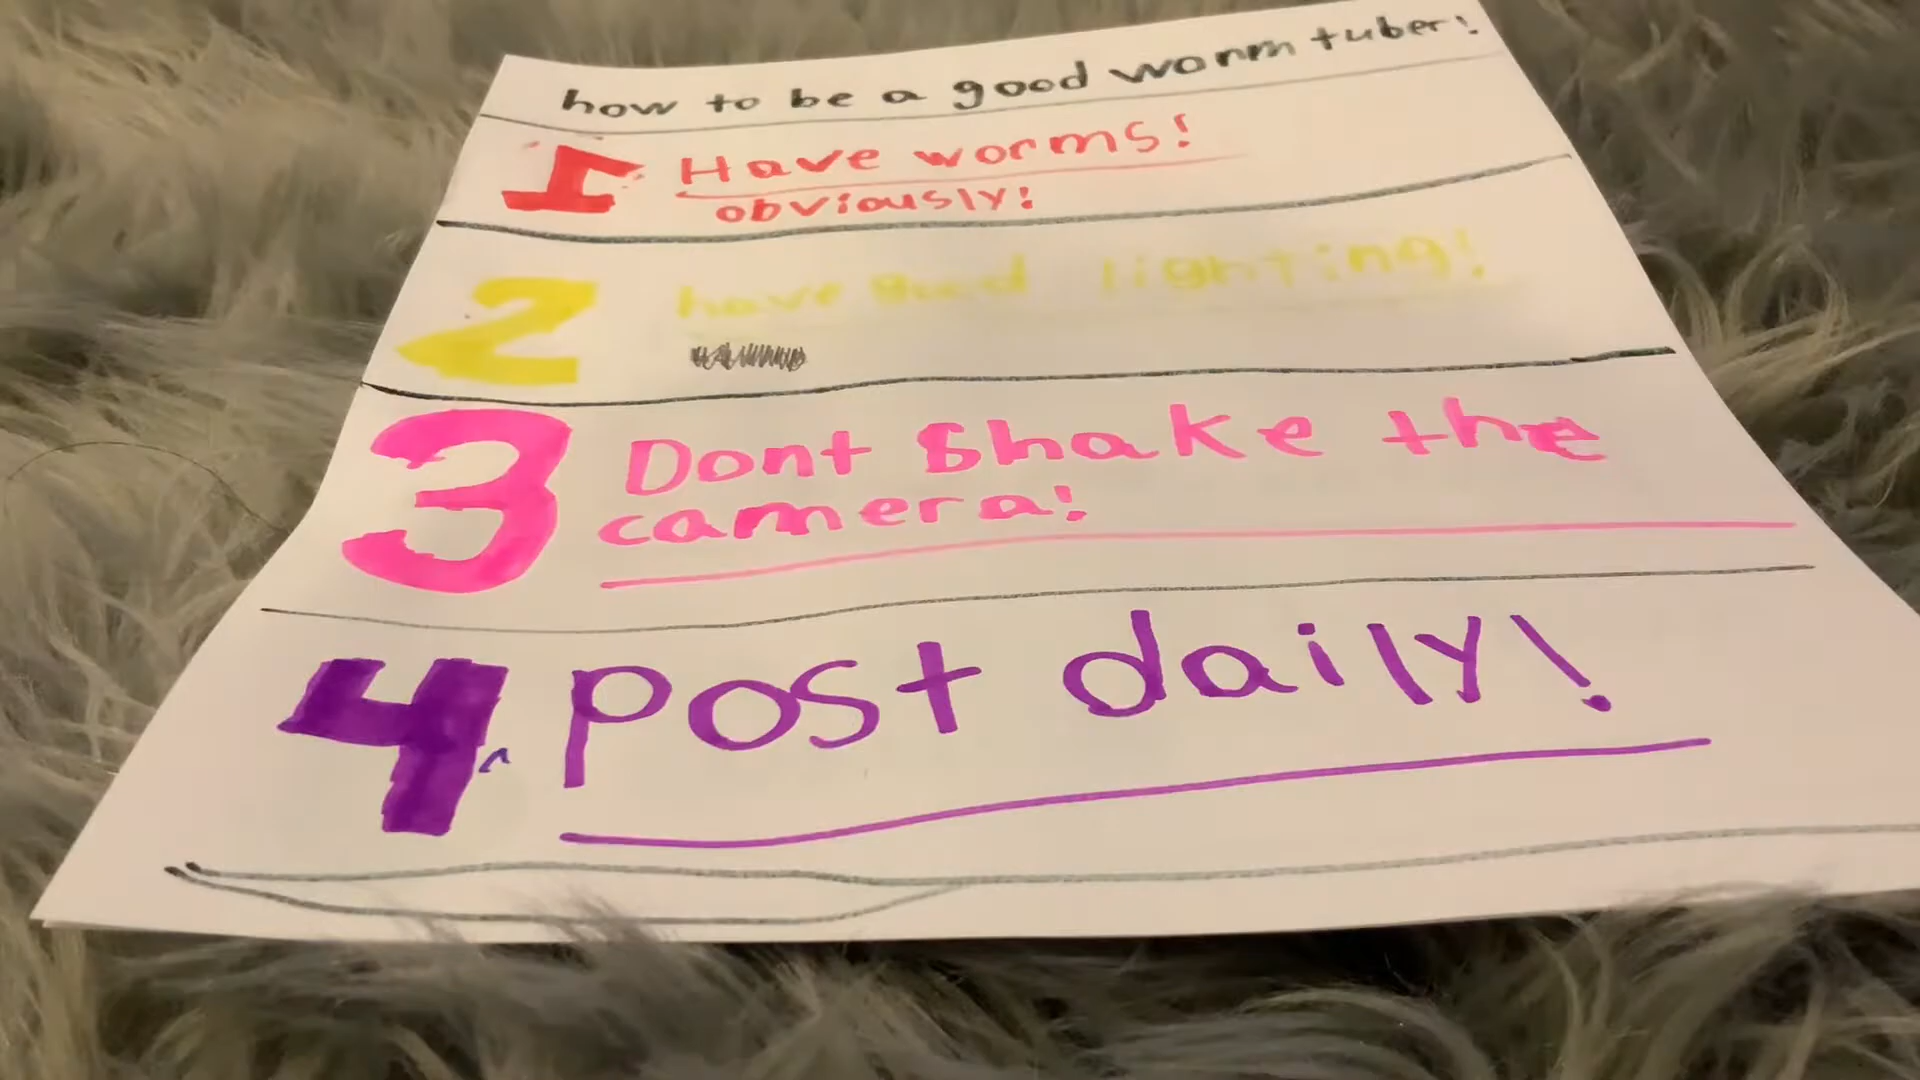 how to be a good worm tuber!
1 Have worms!
obviously!
2 have good lighting!
3 Dont Shake the
camera!
4 Post daily!